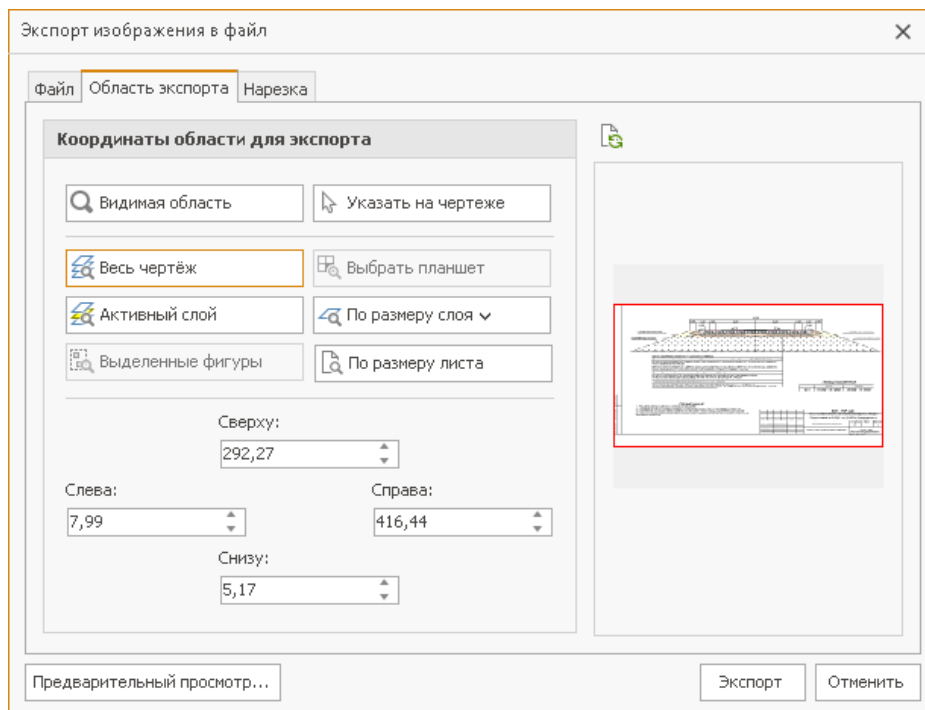 Экспорт изображения в файл
Файл Область экспорта Нарезка
Координаты области для экспорта
Видимая область Указать на чертеже
Весь чертёж Выбрать планшет
Активный слой По размеру слоя
Выделенные фигуры По размеру листа
Сверху:
292,27
Слева: Справа:
7,99 416,44
Снизу:
5,17
Предварительный просмотр... Экспорт Отменить